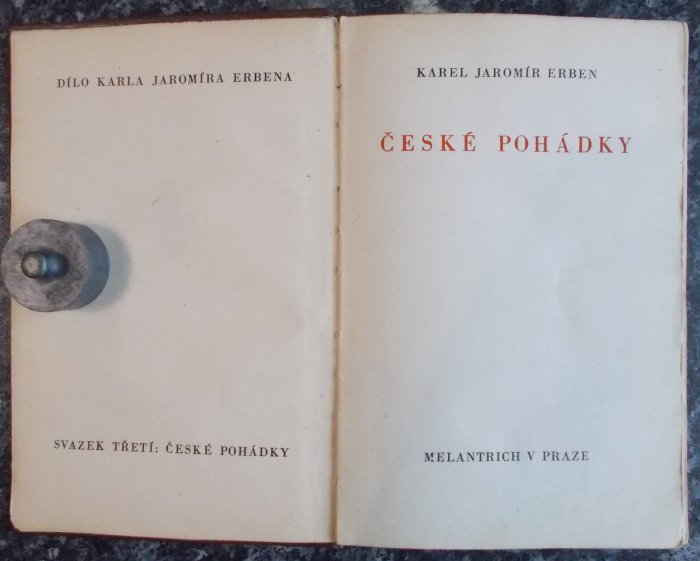 DÍLO KARLA JAROMÍRA ERBENA
SVAZEK TŘETÍ: ČESKÉ POHÁDKY
KAREL JAROMÍR ERBEN
ČESKÉ POHÁDKY
MELANTRICH V PRAZE